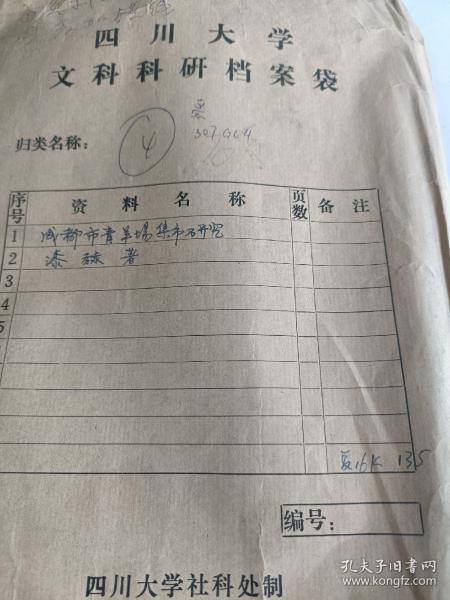 四川大学
文科科研档案袋
归类名称：
4
序号 资料名称 页数 备注
1 成都市青羊场集市研究
2 漆 著
3
4
5
135
编号：
四川大学社科处制
孔夫子旧书网
www.kongfz.com